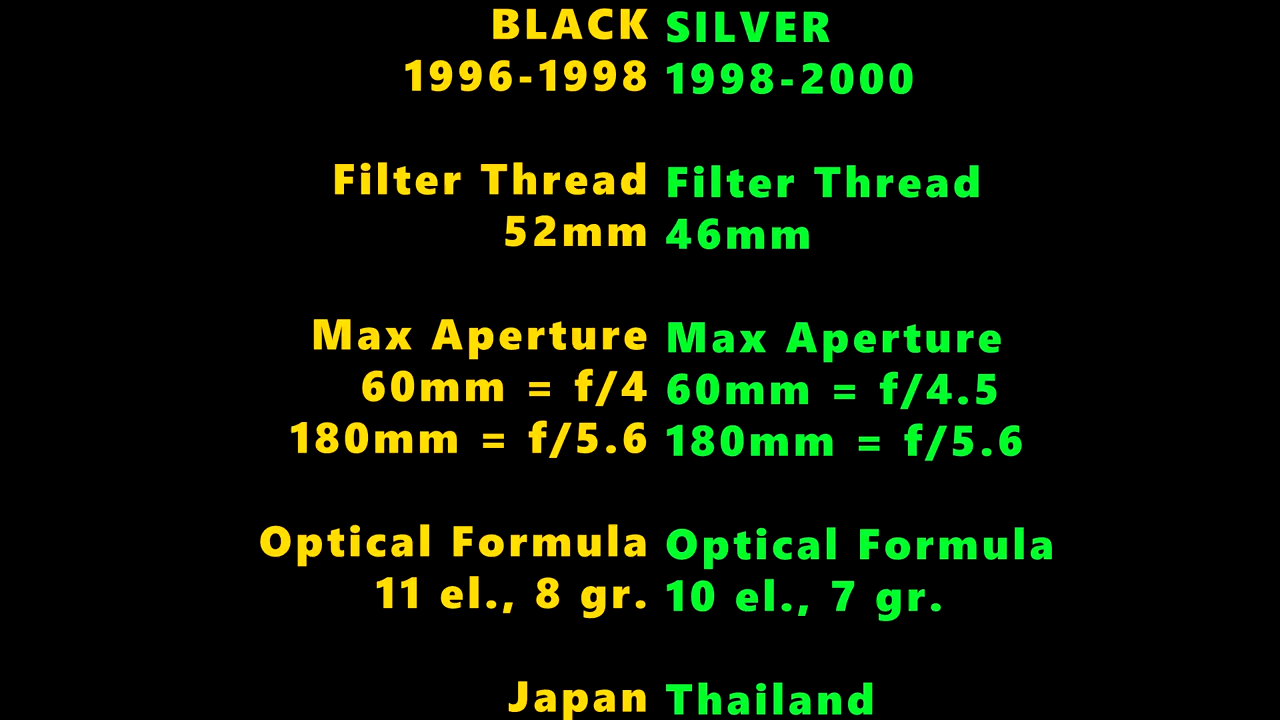 BLACK
1996-1998
Filter Thread
52mm
Max Aperture
60mm = f/4
180mm = f/5.6
Optical Formula
11 el., 8 gr.
Japan
SILVER
1998-2000
Filter Thread
46mm
Max Aperture
60mm = f/4.5
180mm = f/5.6
Optical Formula
10 el., 7 gr.
Thailand